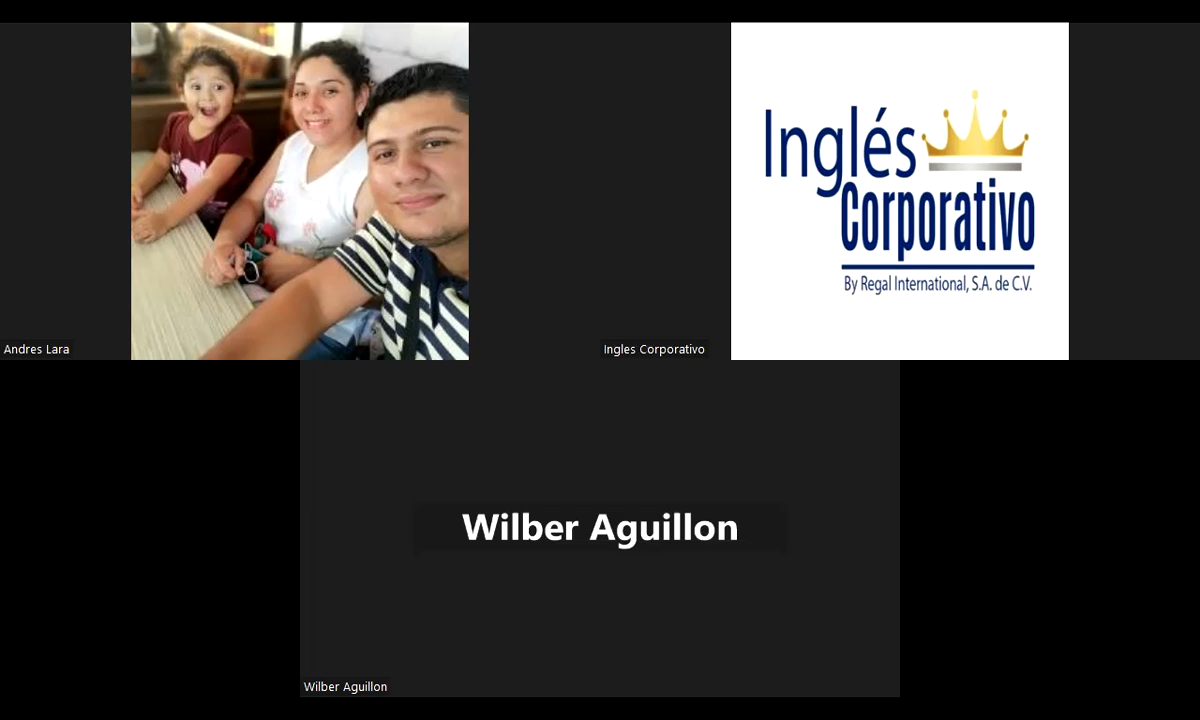 Inglés
Corporativo
By Regal International, S.A. de C.V.
Andres Lara
Ingles Corporativo
Wilber Aguillon
Wilber Aguillon